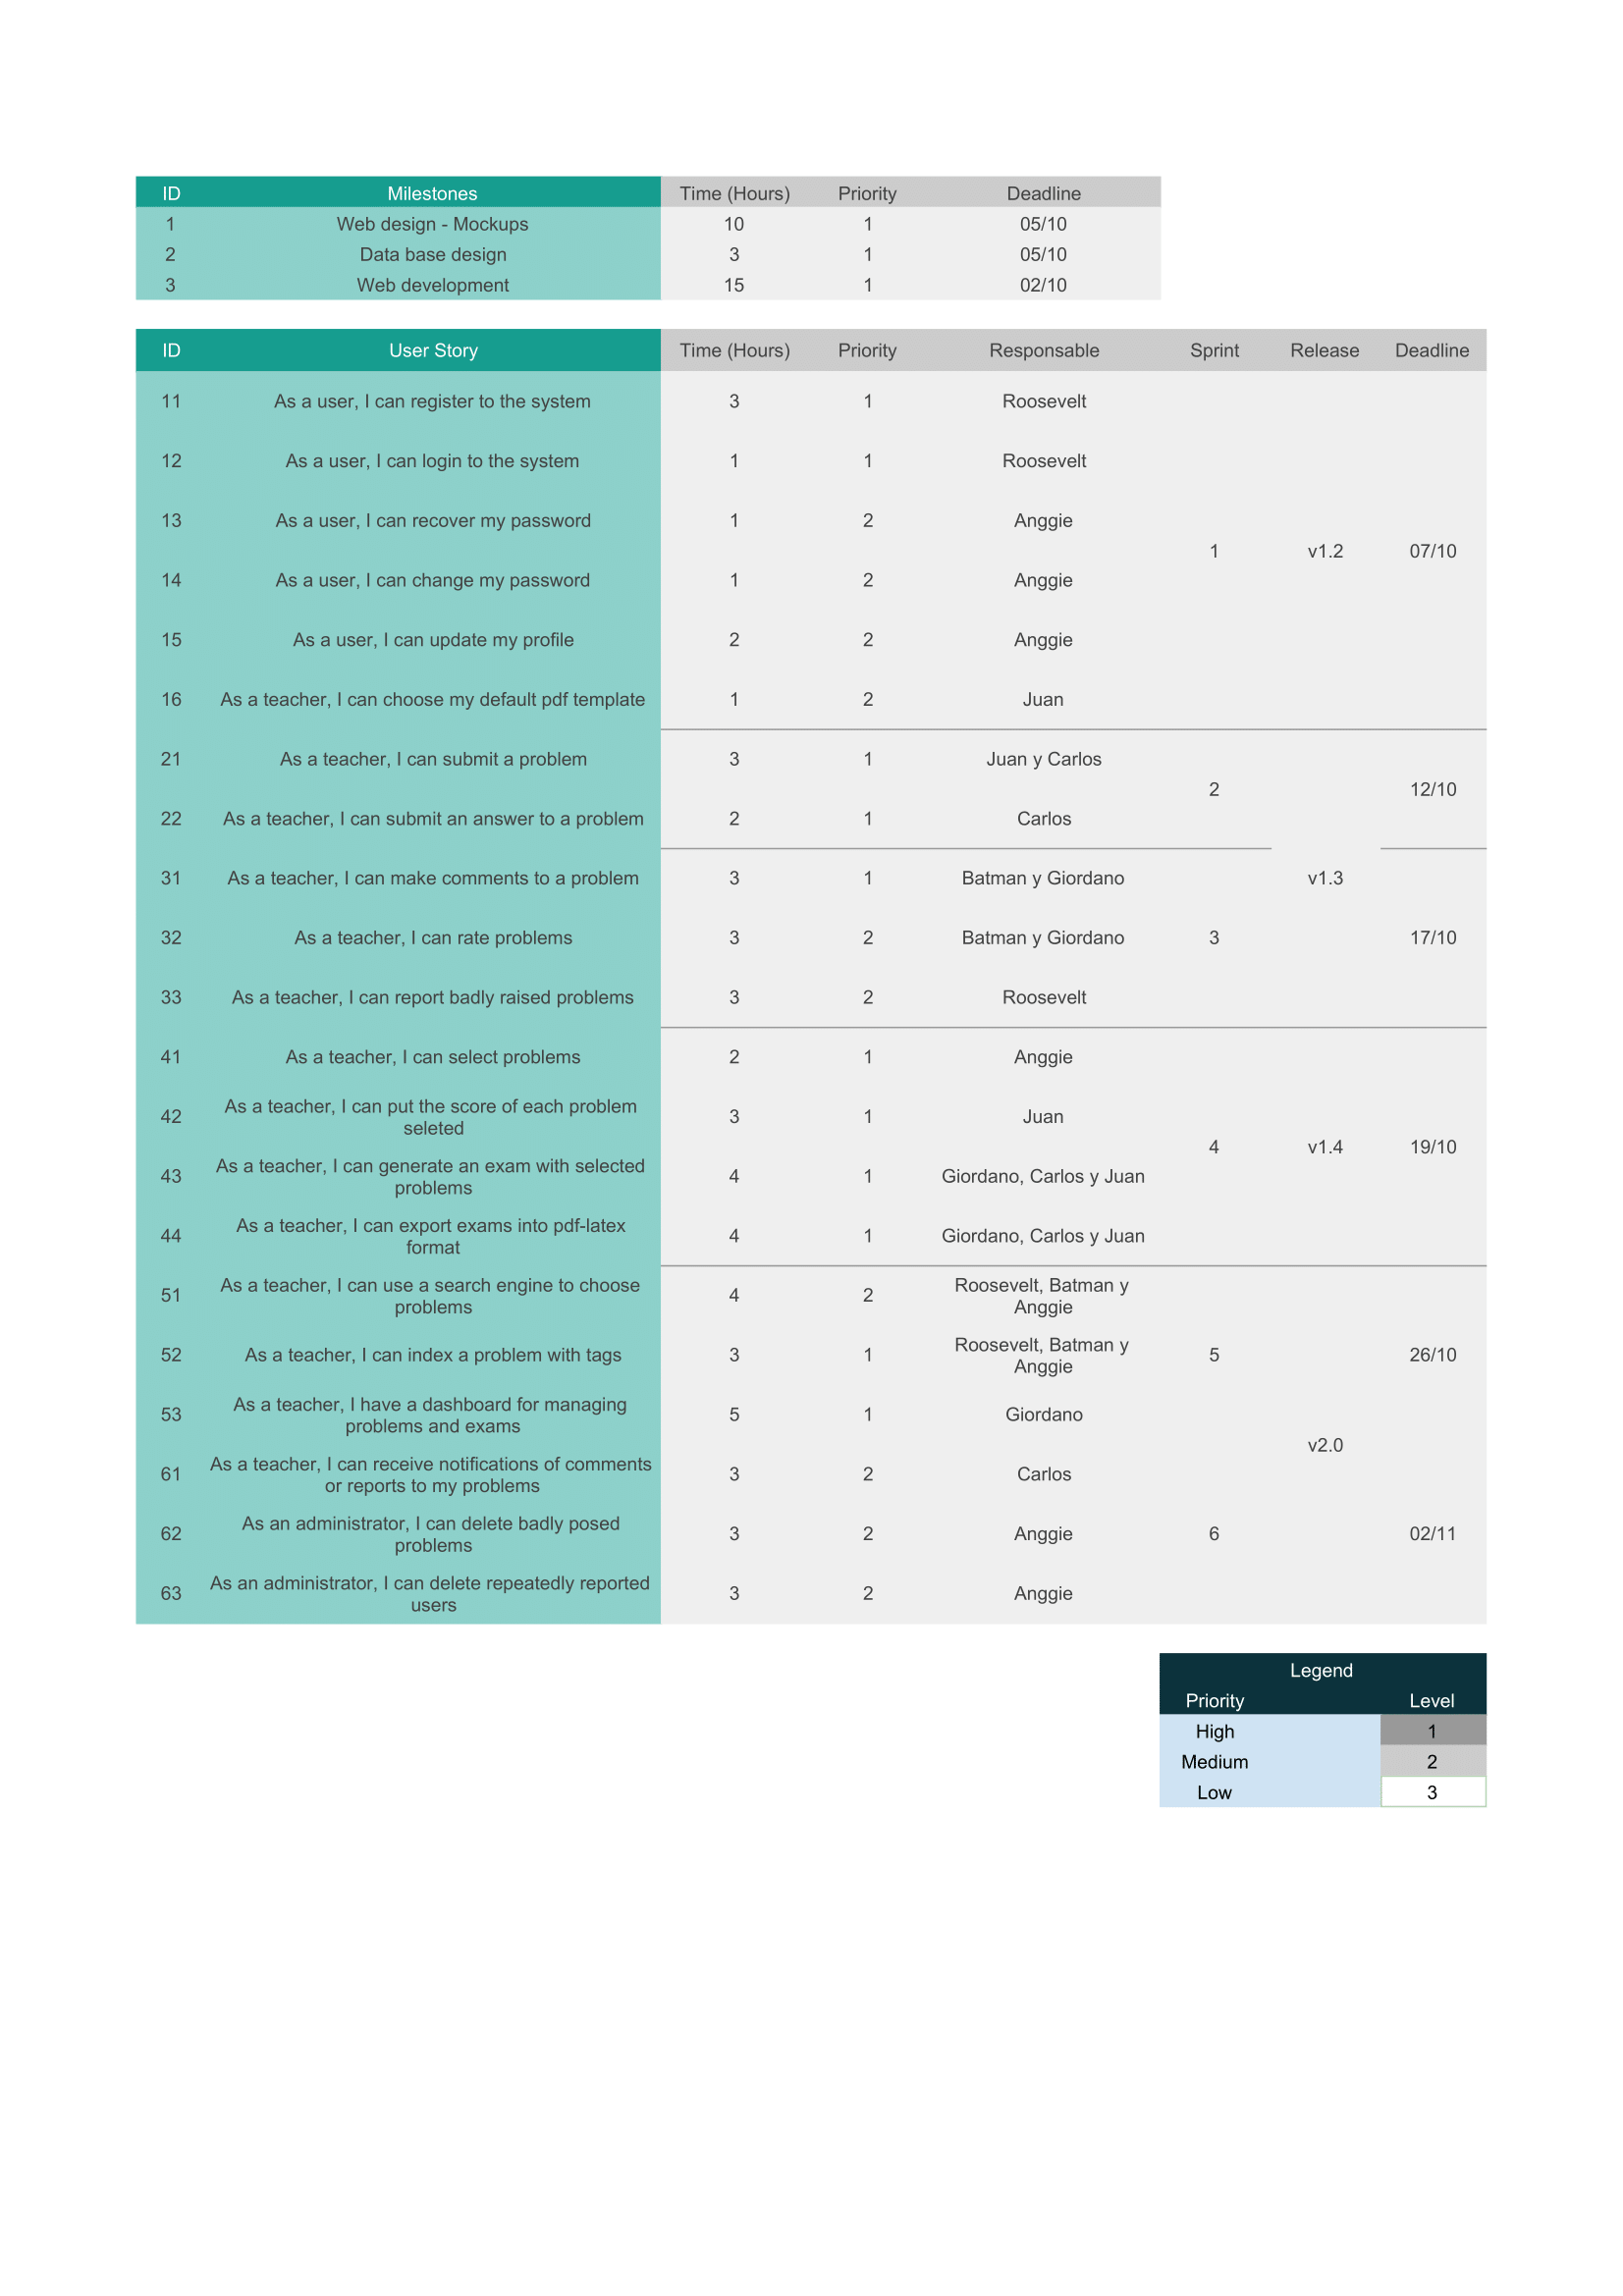 ID Milestones Time (Hours) Priority Deadline
1 Web design - Mockups 10 1 05/10
2 Data base design 3 1 05/10
3 Web development 15 1 02/10
ID User Story Time (Hours) Priority Responsable Sprint Release Deadline
11 As a user, I can register to the system 3 1 Roosevelt
12 As a user, I can login to the system 1 1 Roosevelt
13 As a user, I can recover my password 1 2 Anggie
1 v1.2 07/10
14 As a user, I can change my password 1 2 Anggie
15 As a user, I can update my profile 2 2 Anggie
16 As a teacher, I can choose my default pdf template 1 2 Juan
21 As a teacher, I can submit a problem 3 1 Juan y Carlos
2 12/10
22 As a teacher, I can submit an answer to a problem 2 1 Carlos
31 As a teacher, I can make comments to a problem 3 1 Batman y Giordano v1.3
32 As a teacher, I can rate problems 3 2 Batman y Giordano 3 17/10
33 As a teacher, I can report badly raised problems 3 2 Roosevelt
41 As a teacher, I can select problems 2 1 Anggie
As a teacher, I can put the score of each problem
42 3 1 Juan
seleted
4 v1.4 19/10
As a teacher, I can generate an exam with selected
43 4 1 Giordano, Carlos y Juan
problems
As a teacher, I can export exams into pdf-latex
44 4 1 Giordano, Carlos y Juan
format
As a teacher, I can use a search engine to choose Roosevelt, Batman y
51 4 2
problems Anggie
Roosevelt, Batman y
52 As a teacher, I can index a problem with tags 3 1 5 26/10
Anggie
As a teacher, I have a dashboard for managing
53 5 1 Giordano
problems and exams
v2.0
As a teacher, I can receive notifications of comments
61 3 2 Carlos
or reports to my problems
As an administrator, I can delete badly posed
62 3 2 Anggie 6 02/11
problems
As an administrator, I can delete repeatedly reported
63 3 2 Anggie
users
Legend
Priority Level
High 1
Medium 2
Low 3